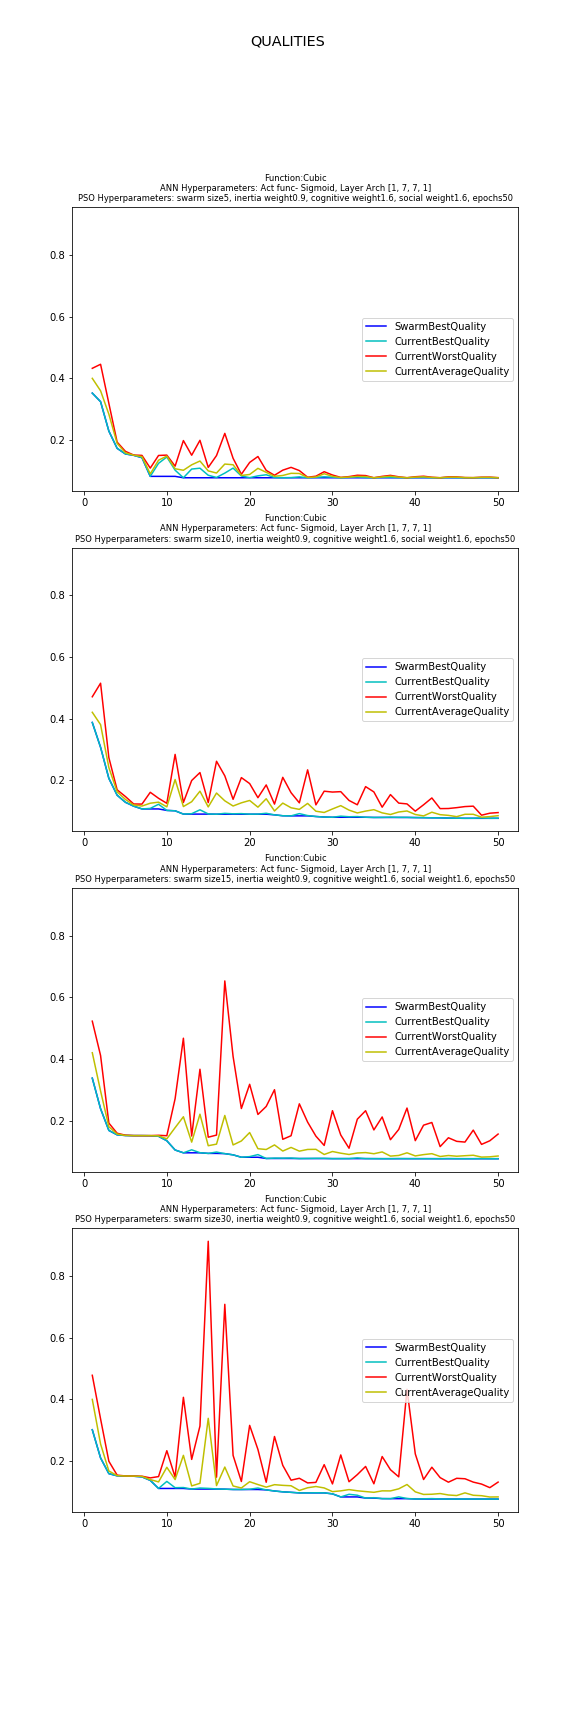 QUALITIES
Function:Cubic
ANN Hyperparameters: Act func- Sigmoid, Layer Arch [1, 7, 7, 1]
PSO Hyperparameters: swarm size5, inertia weight0.9, cognitive weight1.6, social weight1.6, epochs50
0.8
0.6
0.4
0.2
SwarmBestQuality
CurrentBestQuality
CurrentWorstQuality
CurrentAverageQuality
0 10 20 30 40 50
Function:Cubic
ANN Hyperparameters: Act func- Sigmoid, Layer Arch [1, 7, 7, 1]
PSO Hyperparameters: swarm size10, inertia weight0.9, cognitive weight1.6, social weight1.6, epochs50
0.8
0.6
0.4
0.2
SwarmBestQuality
CurrentBestQuality
CurrentWorstQuality
CurrentAverageQuality
0 10 20 30 40 50
Function:Cubic
ANN Hyperparameters: Act func- Sigmoid, Layer Arch [1, 7, 7, 1]
PSO Hyperparameters: swarm size15, inertia weight0.9, cognitive weight1.6, social weight1.6, epochs50
0.8
0.6
0.4
0.2
SwarmBestQuality
CurrentBestQuality
CurrentWorstQuality
CurrentAverageQuality
0 10 20 30 40 50
Function:Cubic
ANN Hyperparameters: Act func- Sigmoid, Layer Arch [1, 7, 7, 1]
PSO Hyperparameters: swarm size30, inertia weight0.9, cognitive weight1.6, social weight1.6, epochs50
0.8
0.6
0.4
0.2
SwarmBestQuality
CurrentBestQuality
CurrentWorstQuality
CurrentAverageQuality
0 10 20 30 40 50